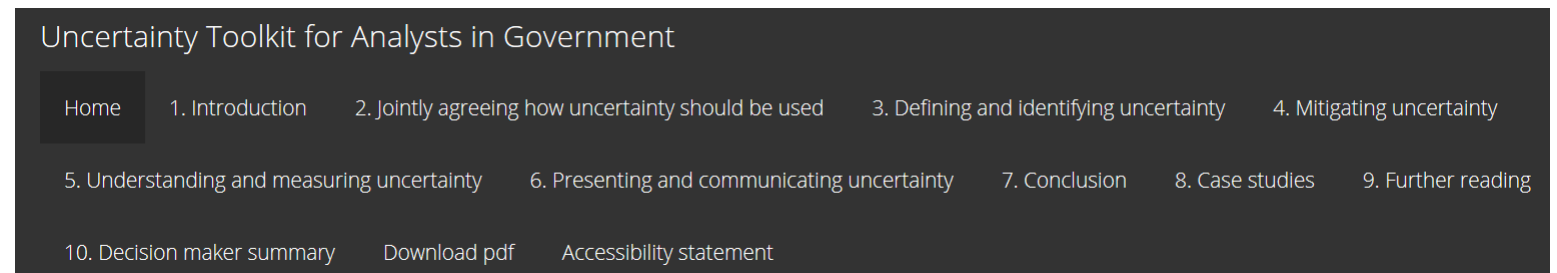 Uncertainty Toolkit for Analysts in Government
Home 1. Introduction 2. Jointly agreeing how uncertainty should be used 3. Defining and identifying uncertainty 4. Mitigating uncertainty
5. Understanding and measuring uncertainty 6. Presenting and communicating uncertainty 7. Conclusion 8. Case studies 9. Further reading
10. Decision maker summary Download pdf Accessibility statement